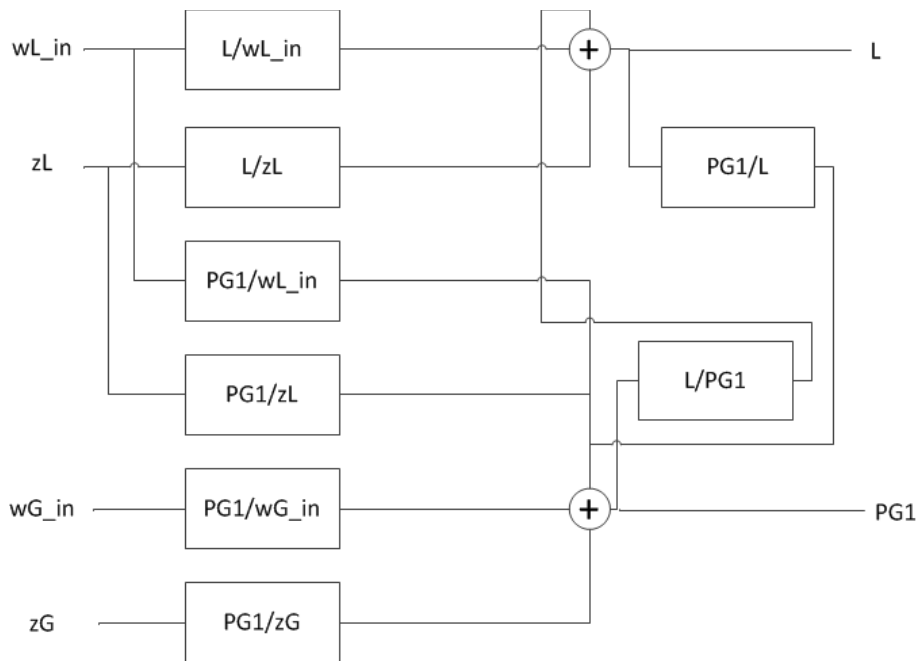 wL_in
L/wL_in
+
L
zL
L/zL
PG1/L
PG1/wL_in
PG1/zL
L/PG1
wG_in
PG1/wG_in
+
PG1
zG
PG1/zG